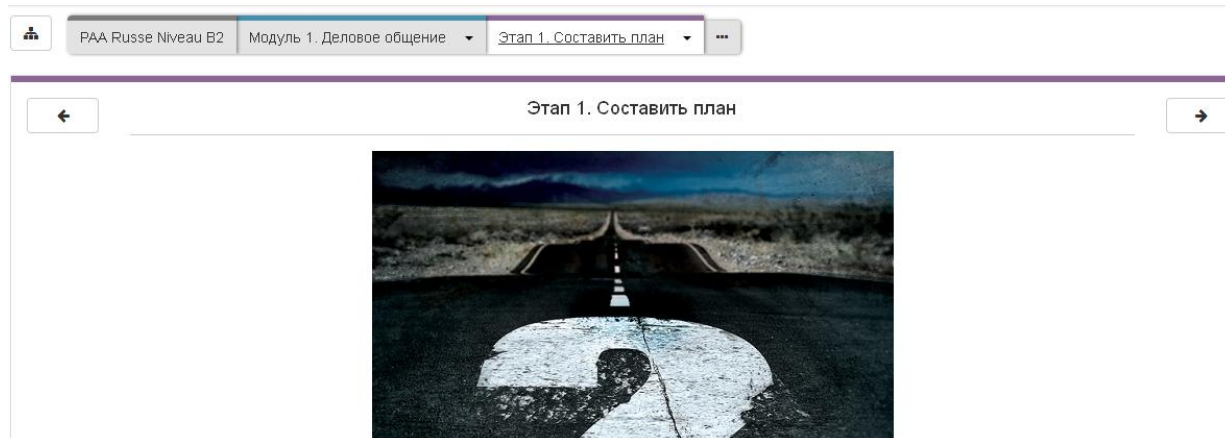 PAA Russe Niveau B2 Модуль 1. Деловое общение Этап 1. Составить план
Этап 1. Составить план
?